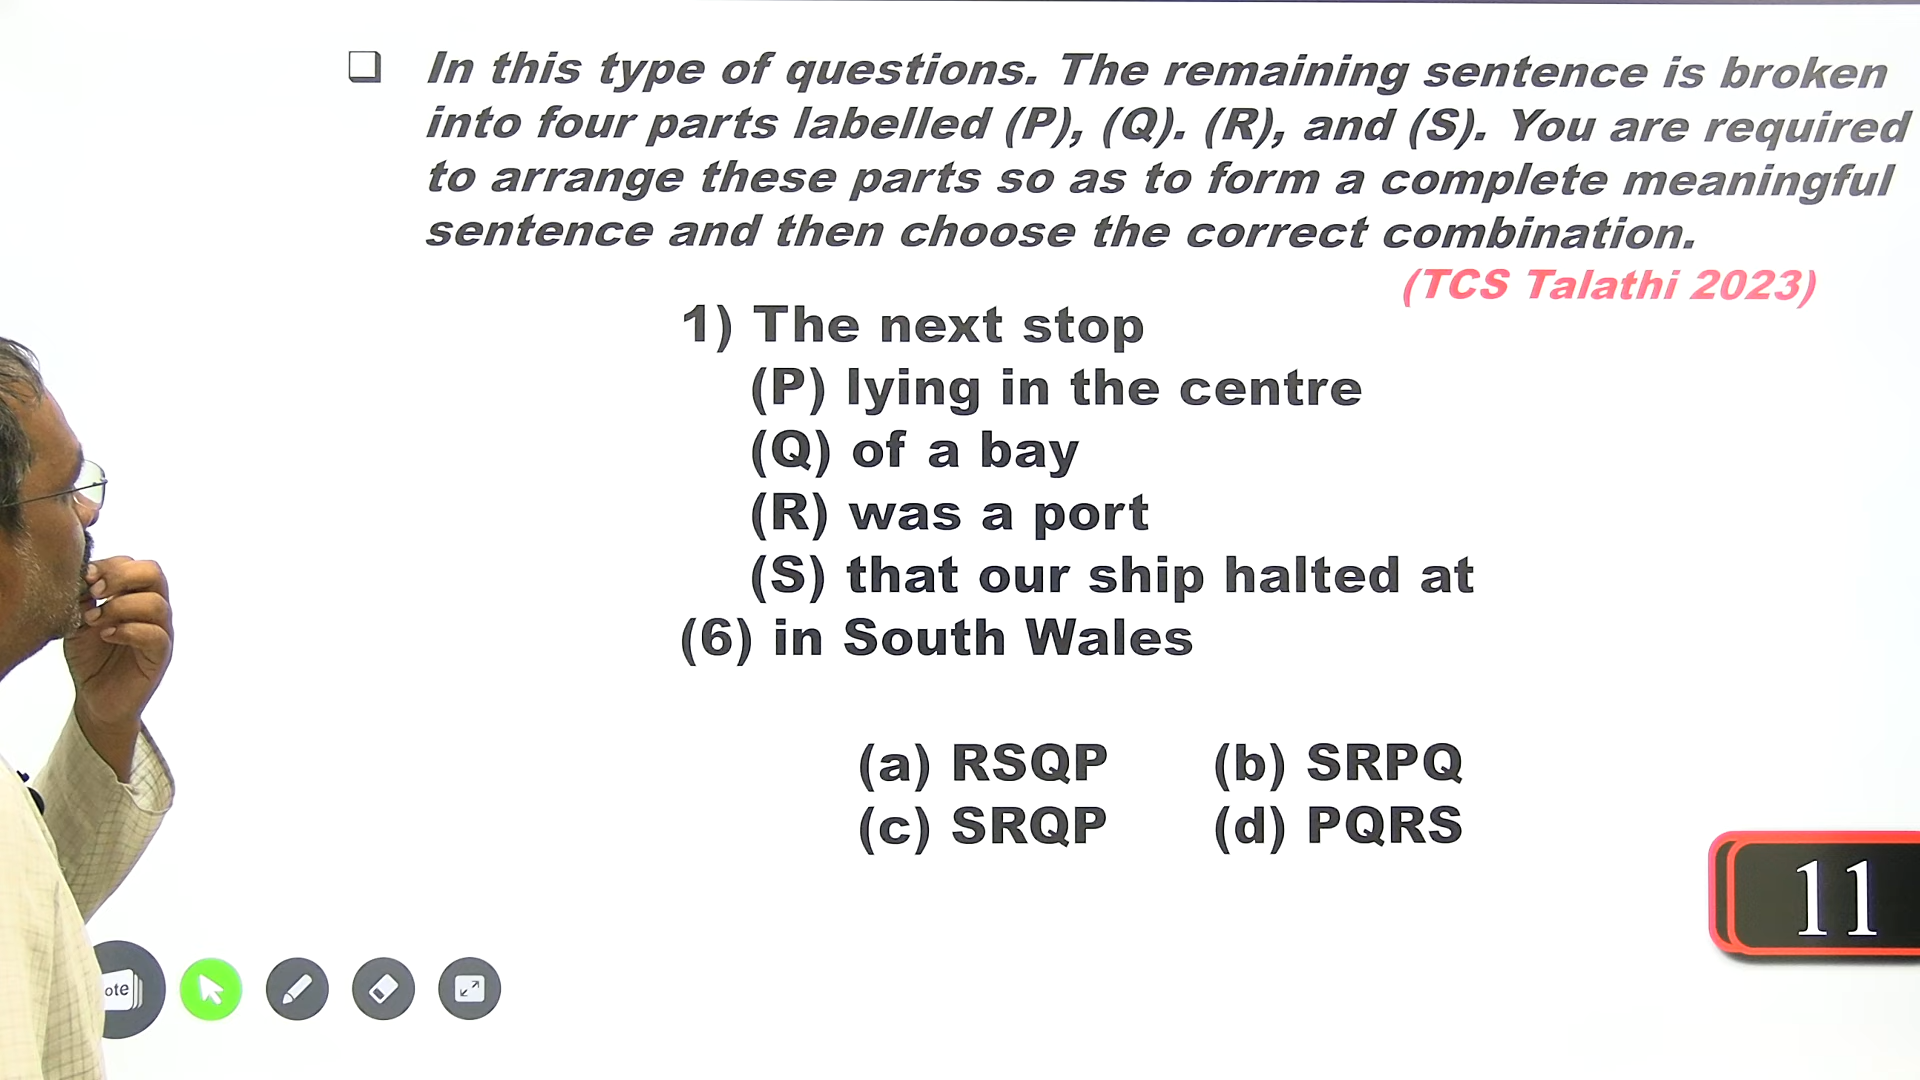 ❑ In this type of questions. The remaining sentence is broken
into four parts labelled (P), (Q). (R), and (S). You are required
to arrange these parts so as to form a complete meaningful
sentence and then choose the correct combination.
(TCS Talathi 2023)
1) The next stop
(P) lying in the centre
(Q) of a bay
(R) was a port
(S) that our ship halted at
(6) in South Wales
(a) RSQP (b) SRPQ
(c) SRQP (d) PQRS
11
ote